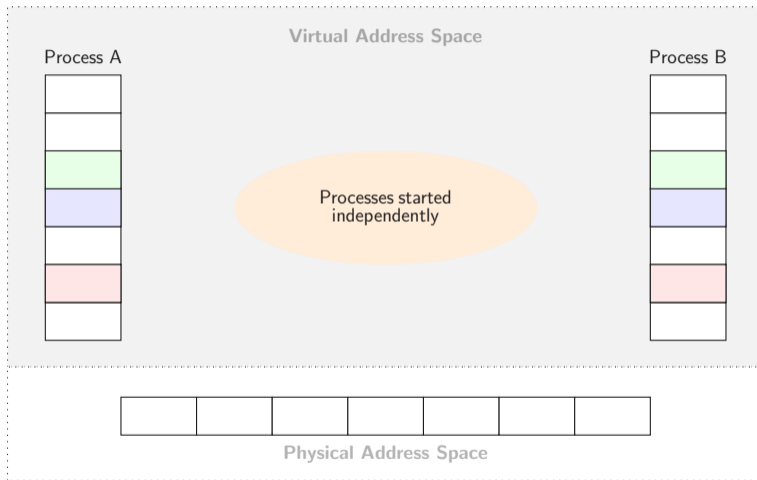 Virtual Address Space
Process A
Process B
Processes started
independently
Physical Address Space